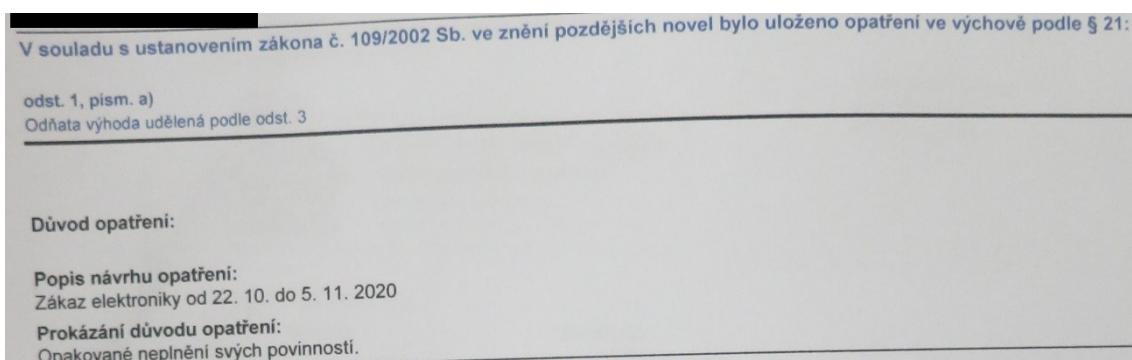 V souladu s ustanovením zákona č. 109/2002 Sb. ve znění pozdějších novel bylo uloženo opatření ve výchově podle § 21:
odst. 1, písm. a)
Odňata výhoda udělená podle odst. 3
Důvod opatření:
Popis návrhu opatření:
Zákaz elektroniky od 22. 10. do 5. 11. 2020
Prokázání důvodu opatření:
Opakované neplnění svých povinností.